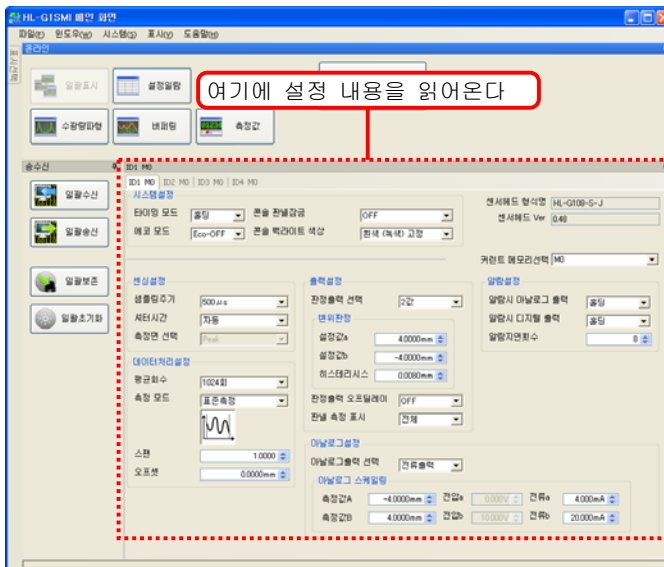 HL-G1SMI 메인 화면
파일(F) 윈도우(W) 시스템(S) 표시(V) 도움말(H)
온라인
표시선택
일괄표시 설정일람
여기에 설정 내용을 읽어온다
수광량파형 버퍼링 측정값
송수신
ID1 M0
ID1 M0 ID2 M0 ID3 M0 ID4 M0
일괄수신
일괄송신
일괄보존
일괄초기화
시스템설정
타이밍 모드 홀딩 콘솔 판넬잠금 OFF
에코 모드 Eco-OFF 콘솔 백라이트 색상 흰색 (녹색) 고정
센서헤드 형식명 HL-G108-S-J
센서헤드 Ver 0.48
커런트 메모리선택 M0
센싱설정
샘플링주기 500μs
셔터시간 자동
측정면 선택 Peak
데이터처리설정
평균회수 1024회
측정 모드 표준측정
스팬 1.0000
오프셋 0.0000mm
출력설정
판정출력 선택 2값
변위판정
설정값a 4.0000mm
설정값b -4.0000mm
히스테리시스 0.0080mm
판정출력 오프딜레이 OFF
판넬 측정 표시 전체
알람설정
알람시 아날로그 출력 홀딩
알람시 디지털 출력 홀딩
알람지연횟수 8
아날로그설정
아날로그출력 선택 전류출력
아날로그 스케일링
측정값A -4.0000mm 전압a 0.000V 전류a 4.000mA
측정값B 4.0000mm 전압b 10.000V 전류b 20.000mA